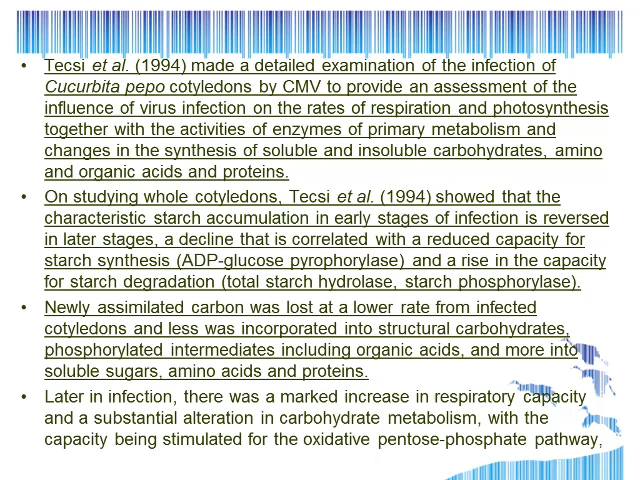 • Tecsi et al. (1994) made a detailed examination of the infection of
Cucurbita pepo cotyledons by CMV to provide an assessment of the
influence of virus infection on the rates of respiration and photosynthesis
together with the activities of enzymes of primary metabolism and
changes in the synthesis of soluble and insoluble carbohydrates, amino
and organic acids and proteins.
• On studying whole cotyledons, Tecsi et al. (1994) showed that the
characteristic starch accumulation in early stages of infection is reversed
in later stages, a decline that is correlated with a reduced capacity for
starch synthesis (ADP-glucose pyrophorylase) and a rise in the capacity
for starch degradation (total starch hydrolase, starch phosphorylase).
• Newly assimilated carbon was lost at a lower rate from infected
cotyledons and less was incorporated into structural carbohydrates,
phosphorylated intermediates including organic acids, and more into
soluble sugars, amino acids and proteins.
• Later in infection, there was a marked increase in respiratory capacity
and a substantial alteration in carbohydrate metabolism, with the
capacity being stimulated for the oxidative pentose-phosphate pathway,